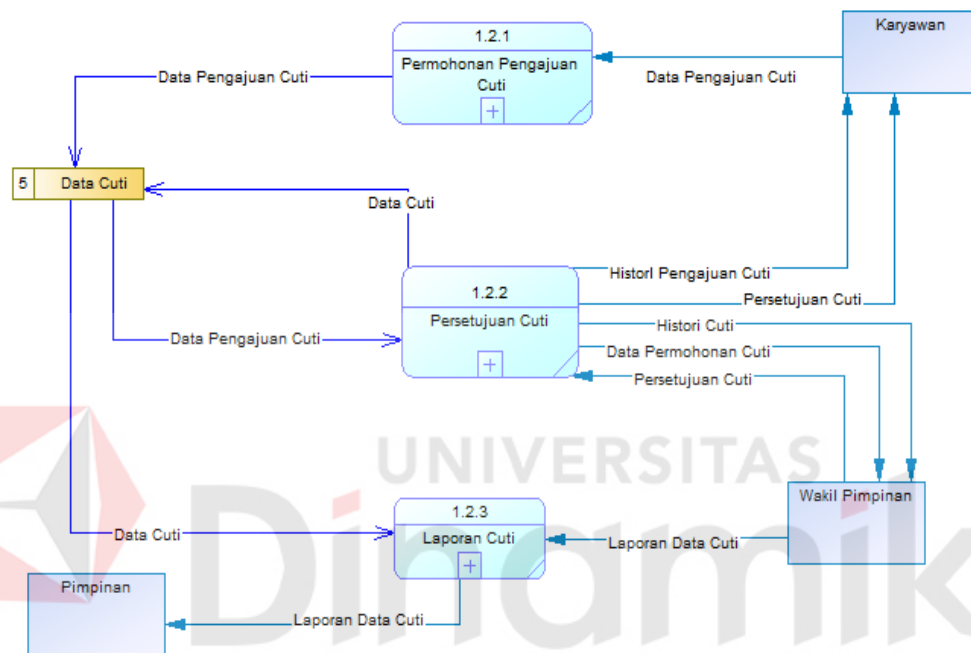 1.2.1
Permohonan Pengajuan
Cuti
Karyawan
Data Pengajuan Cuti
Data Pengajuan Cuti
5
Data Cuti
Data Cuti
1.2.2
Persetujuan Cuti
HistorI Pengajuan Cuti
Persetujuan Cuti
Histori Cuti
Data Permohonan Cuti
Persetujuan Cuti
Data Pengajuan Cuti
UNIVERSITAS
Dinamik
Wakil Pimpinan
1.2.3
Laporan Cuti
Data Cuti
Laporan Data Cuti
Pimpinan
Laporan Data Cuti